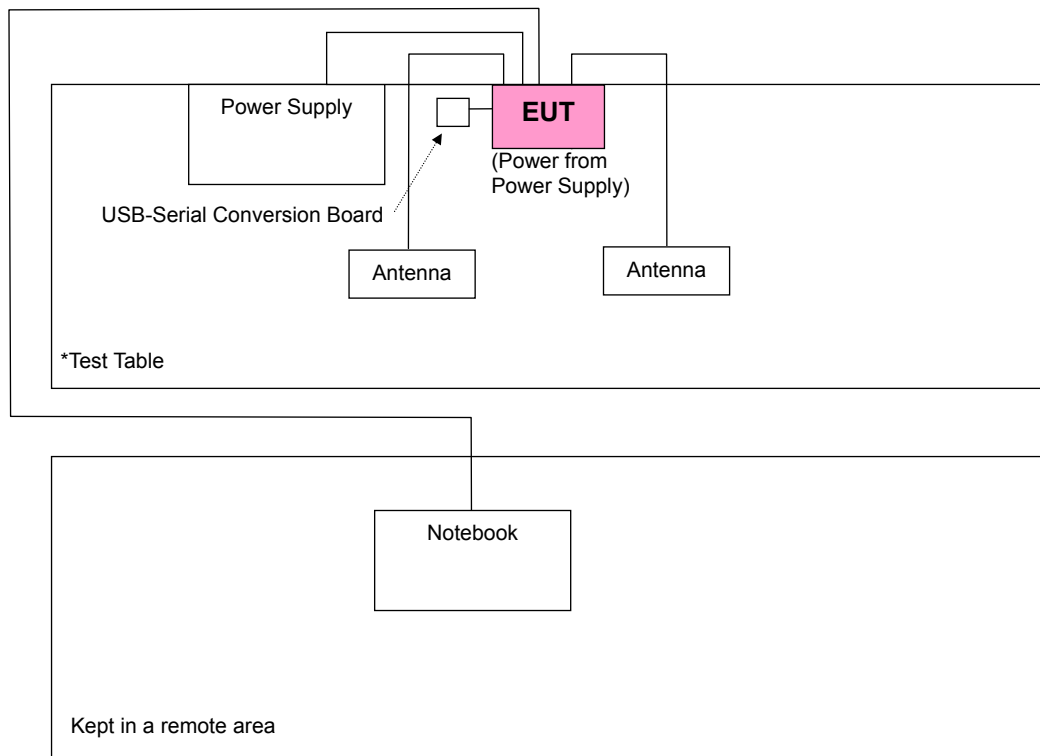 Power Supply
EUT
(Power from
Power Supply)
USB-Serial Conversion Board
Antenna
Antenna
*Test Table
Notebook
Kept in a remote area